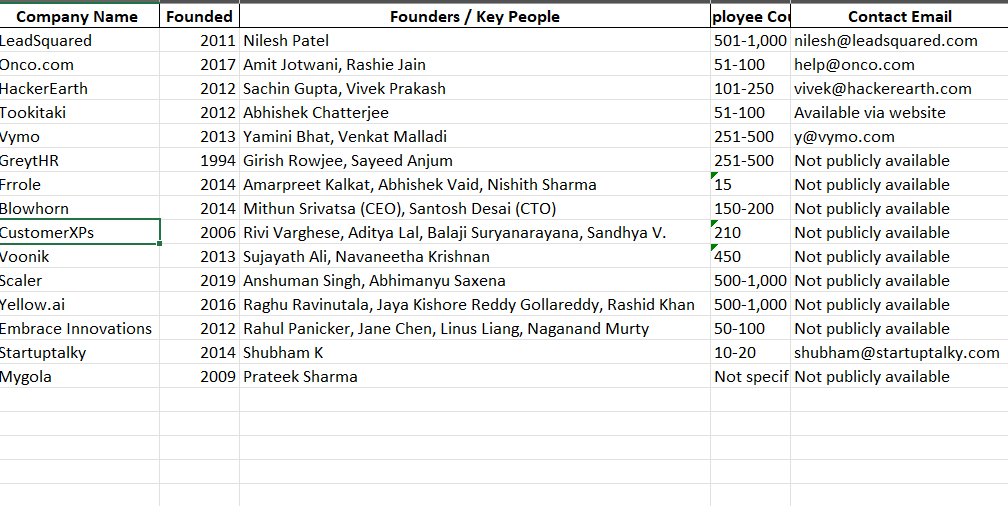 Company Name Founded Founders / Key People ployee Cou Contact Email
LeadSquared 2011 Nilesh Patel 501-1,000 nilesh@leadsquared.com
Onco.com 2017 Amit Jotwani, Rashie Jain 51-100 help@onco.com
HackerEarth 2012 Sachin Gupta, Vivek Prakash 101-250 vivek@hackerearth.com
Tookitaki 2012 Abhishek Chatterjee 51-100 Available via website
Vymo 2013 Yamini Bhat, Venkat Malladi 251-500 y@vymo.com
GreytHR 1994 Girish Rowjee, Sayeed Anjum 251-500 Not publicly available
Frrole 2014 Amarpreet Kalkat, Abhishek Vaid, Nishith Sharma 15 Not publicly available
Blowhorn 2014 Mithun Srivatsa (CEO), Santosh Desai (CTO) 150-200 Not publicly available
CustomerXPs 2006 Rivi Varghese, Aditya Lal, Balaji Suryanarayana, Sandhya V. 210 Not publicly available
Voonik 2013 Sujayath Ali, Navaneetha Krishnan 450 Not publicly available
Scaler 2019 Anshuman Singh, Abhimanyu Saxena 500-1,000 Not publicly available
Yellow.ai 2016 Raghu Ravinutala, Jaya Kishore Reddy Gollareddy, Rashid Khan 500-1,000 Not publicly available
Embrace Innovations 2012 Rahul Panicker, Jane Chen, Linus Liang, Naganand Murty 50-100 Not publicly available
Startuptalky 2014 Shubham K 10-20 shubham@startuptalky.com
Mygola 2009 Prateek Sharma Not specif Not publicly available